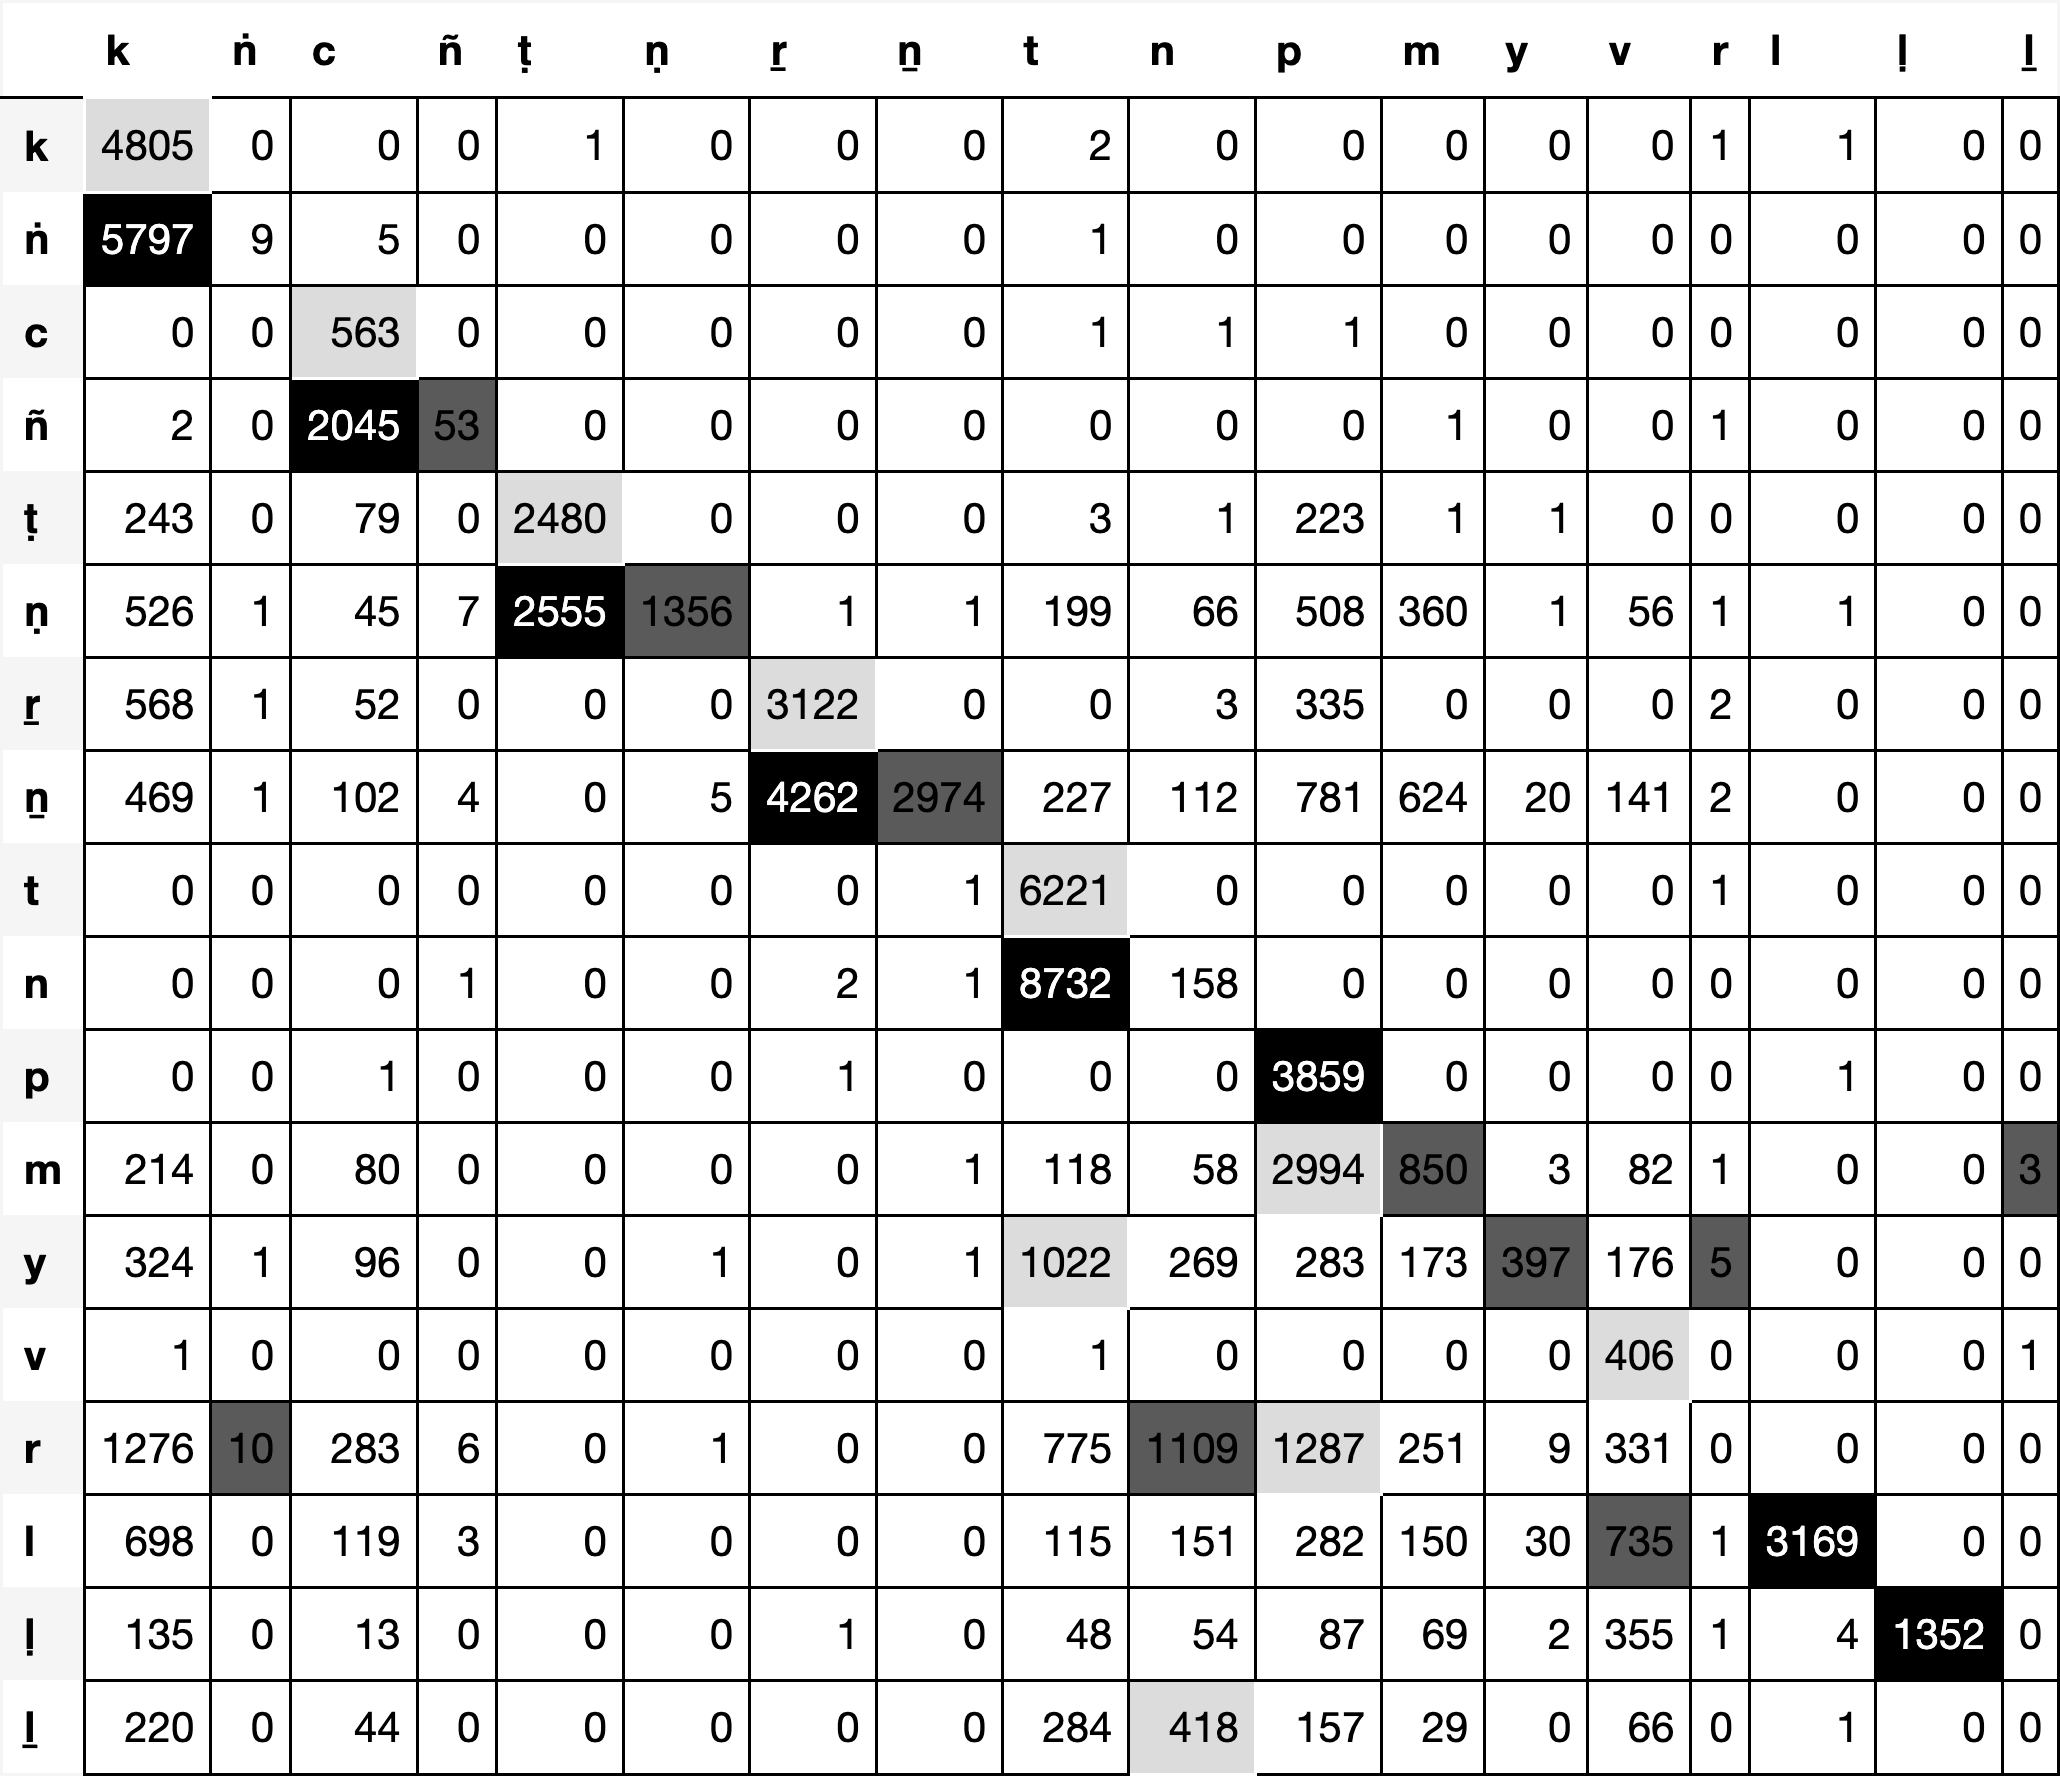 k ṅ c ñ ṭ ṇ ṟ ṉ t n p m y v r l ḷ ḻ
k 4805 0 0 0 1 0 0 0 2 0 0 0 0 0 1 1 0 0
ṅ 5797 9 5 0 0 0 0 0 1 0 0 0 0 0 0 0 0 0
c 0 0 563 0 0 0 0 0 1 1 1 0 0 0 0 0 0 0
ñ 2 0 2045 53 0 0 0 0 0 0 0 1 0 0 1 0 0 0
ṭ 243 0 79 0 2480 0 0 0 3 1 223 1 1 0 0 0 0 0
ṇ 526 1 45 7 2555 1356 1 1 199 66 508 360 1 56 1 1 0 0
ṟ 568 1 52 0 0 0 3122 0 0 3 335 0 0 0 2 0 0 0
ṉ 469 1 102 4 0 5 4262 2974 227 112 781 624 20 141 2 0 0 0
t 0 0 0 0 0 0 0 1 6221 0 0 0 0 0 1 0 0 0
n 0 0 0 1 0 0 2 1 8732 158 0 0 0 0 0 0 0 0
p 0 0 1 0 0 0 1 0 0 0 3859 0 0 0 0 1 0 0
m 214 0 80 0 0 0 0 1 118 58 2994 850 3 82 1 0 0 3
y 324 1 96 0 0 1 0 1 1022 269 283 173 397 176 5 0 0 0
v 1 0 0 0 0 0 0 0 1 0 0 0 0 406 0 0 0 1
r 1276 10 283 6 0 1 0 0 775 1109 1287 251 9 331 0 0 0 0
l 698 0 119 3 0 0 0 0 115 151 282 150 30 735 1 3169 0 0
ḷ 135 0 13 0 0 0 1 0 48 54 87 69 2 355 1 4 1352 0
ḻ 220 0 44 0 0 0 0 0 284 418 157 29 0 66 0 1 0 0